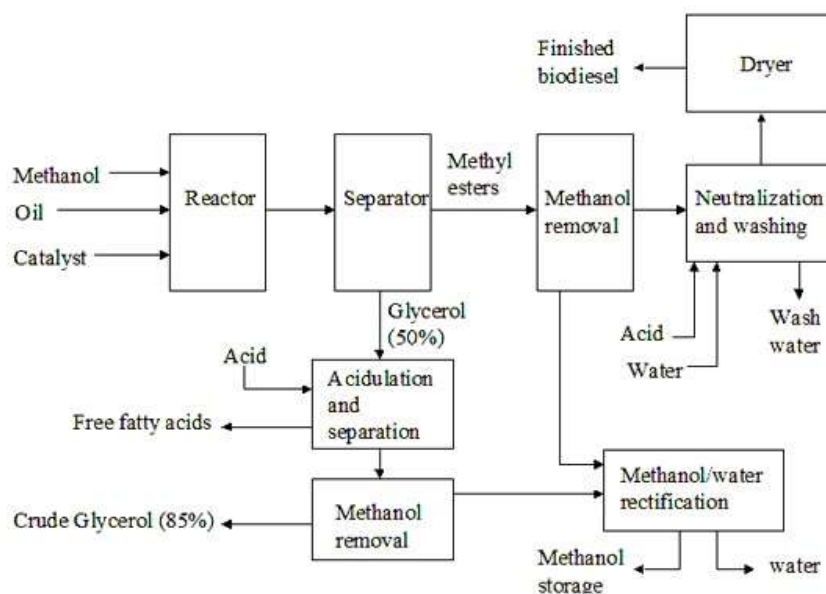 Finished
biodiesel
Dryer
Methanol
Oil
Catalyst
Reactor
Separator
Methyl
esters
Methanol
removal
Neutralization
and washing
Glycerol
(50%)
Acid
Water
Wash
water
Acid
Acidulation
and
separation
Free fatty acids
Methanol
removal
Crude Glycerol (85%)
Methanol/water
rectification
Methanol
storage
water